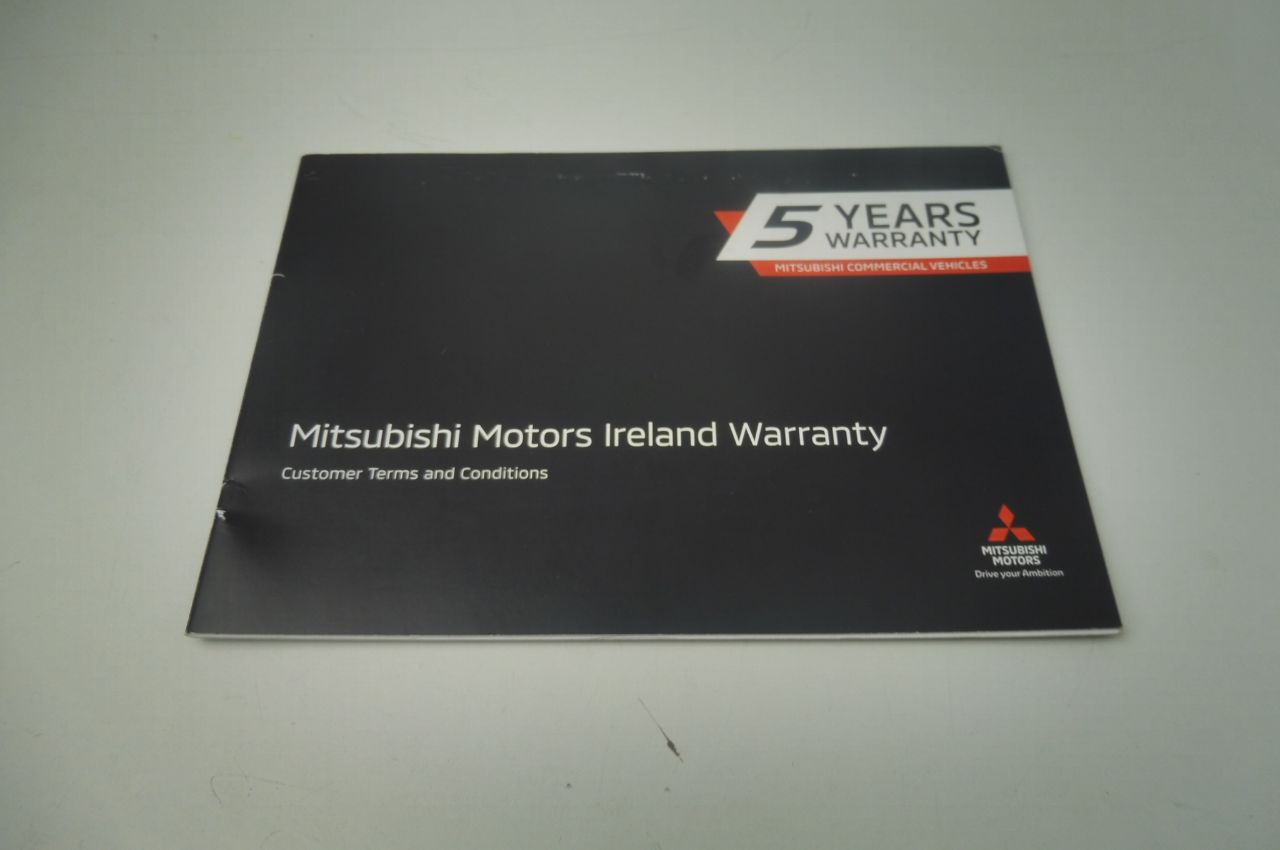 5 YEARS
WARRANTY
MITSUBISHI COMMERCIAL VEHICLES
Mitsubishi Motors Ireland Warranty
Customer Terms and Conditions
MITSUBISHI
MOTORS
Drive your Ambition